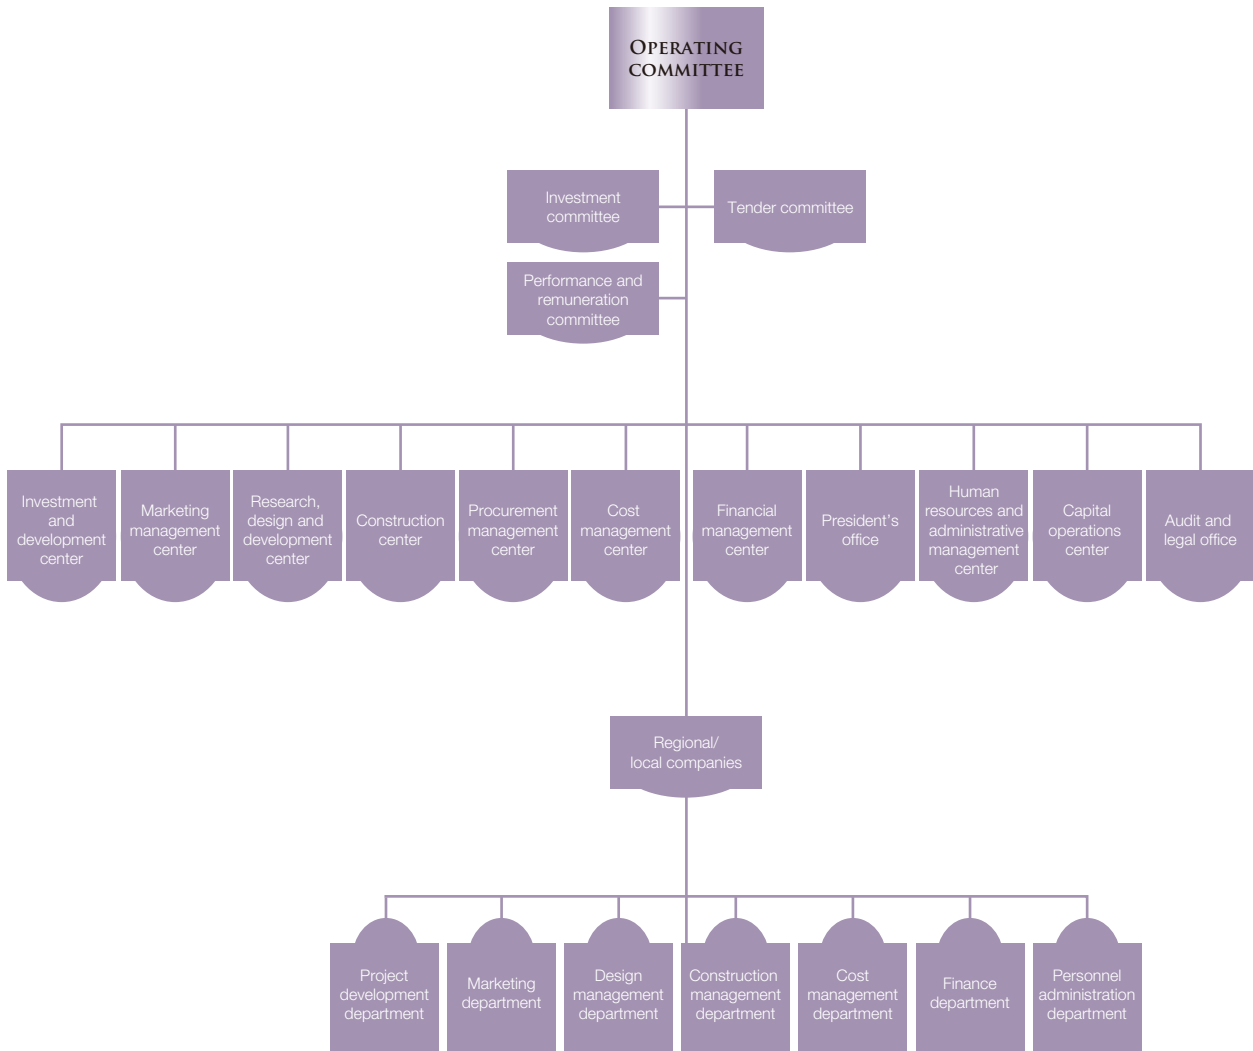 OPERATING
COMMITTEE
Investment
committee
Tender committee
Performance and
remuneration
committee
Investment
and
development
center
Marketing
management
center
Research,
design and
development
center
Construction
center
Procurement
management
center
Cost
management
center
Financial
management
center
President's
office
Human
resources and
administrative
management
center
Capital
operations
center
Audit and
legal office
Regional/
local companies
Project
development
department
Marketing
department
Design
management
department
Construction
management
department
Cost
management
department
Finance
department
Personnel
administration
department